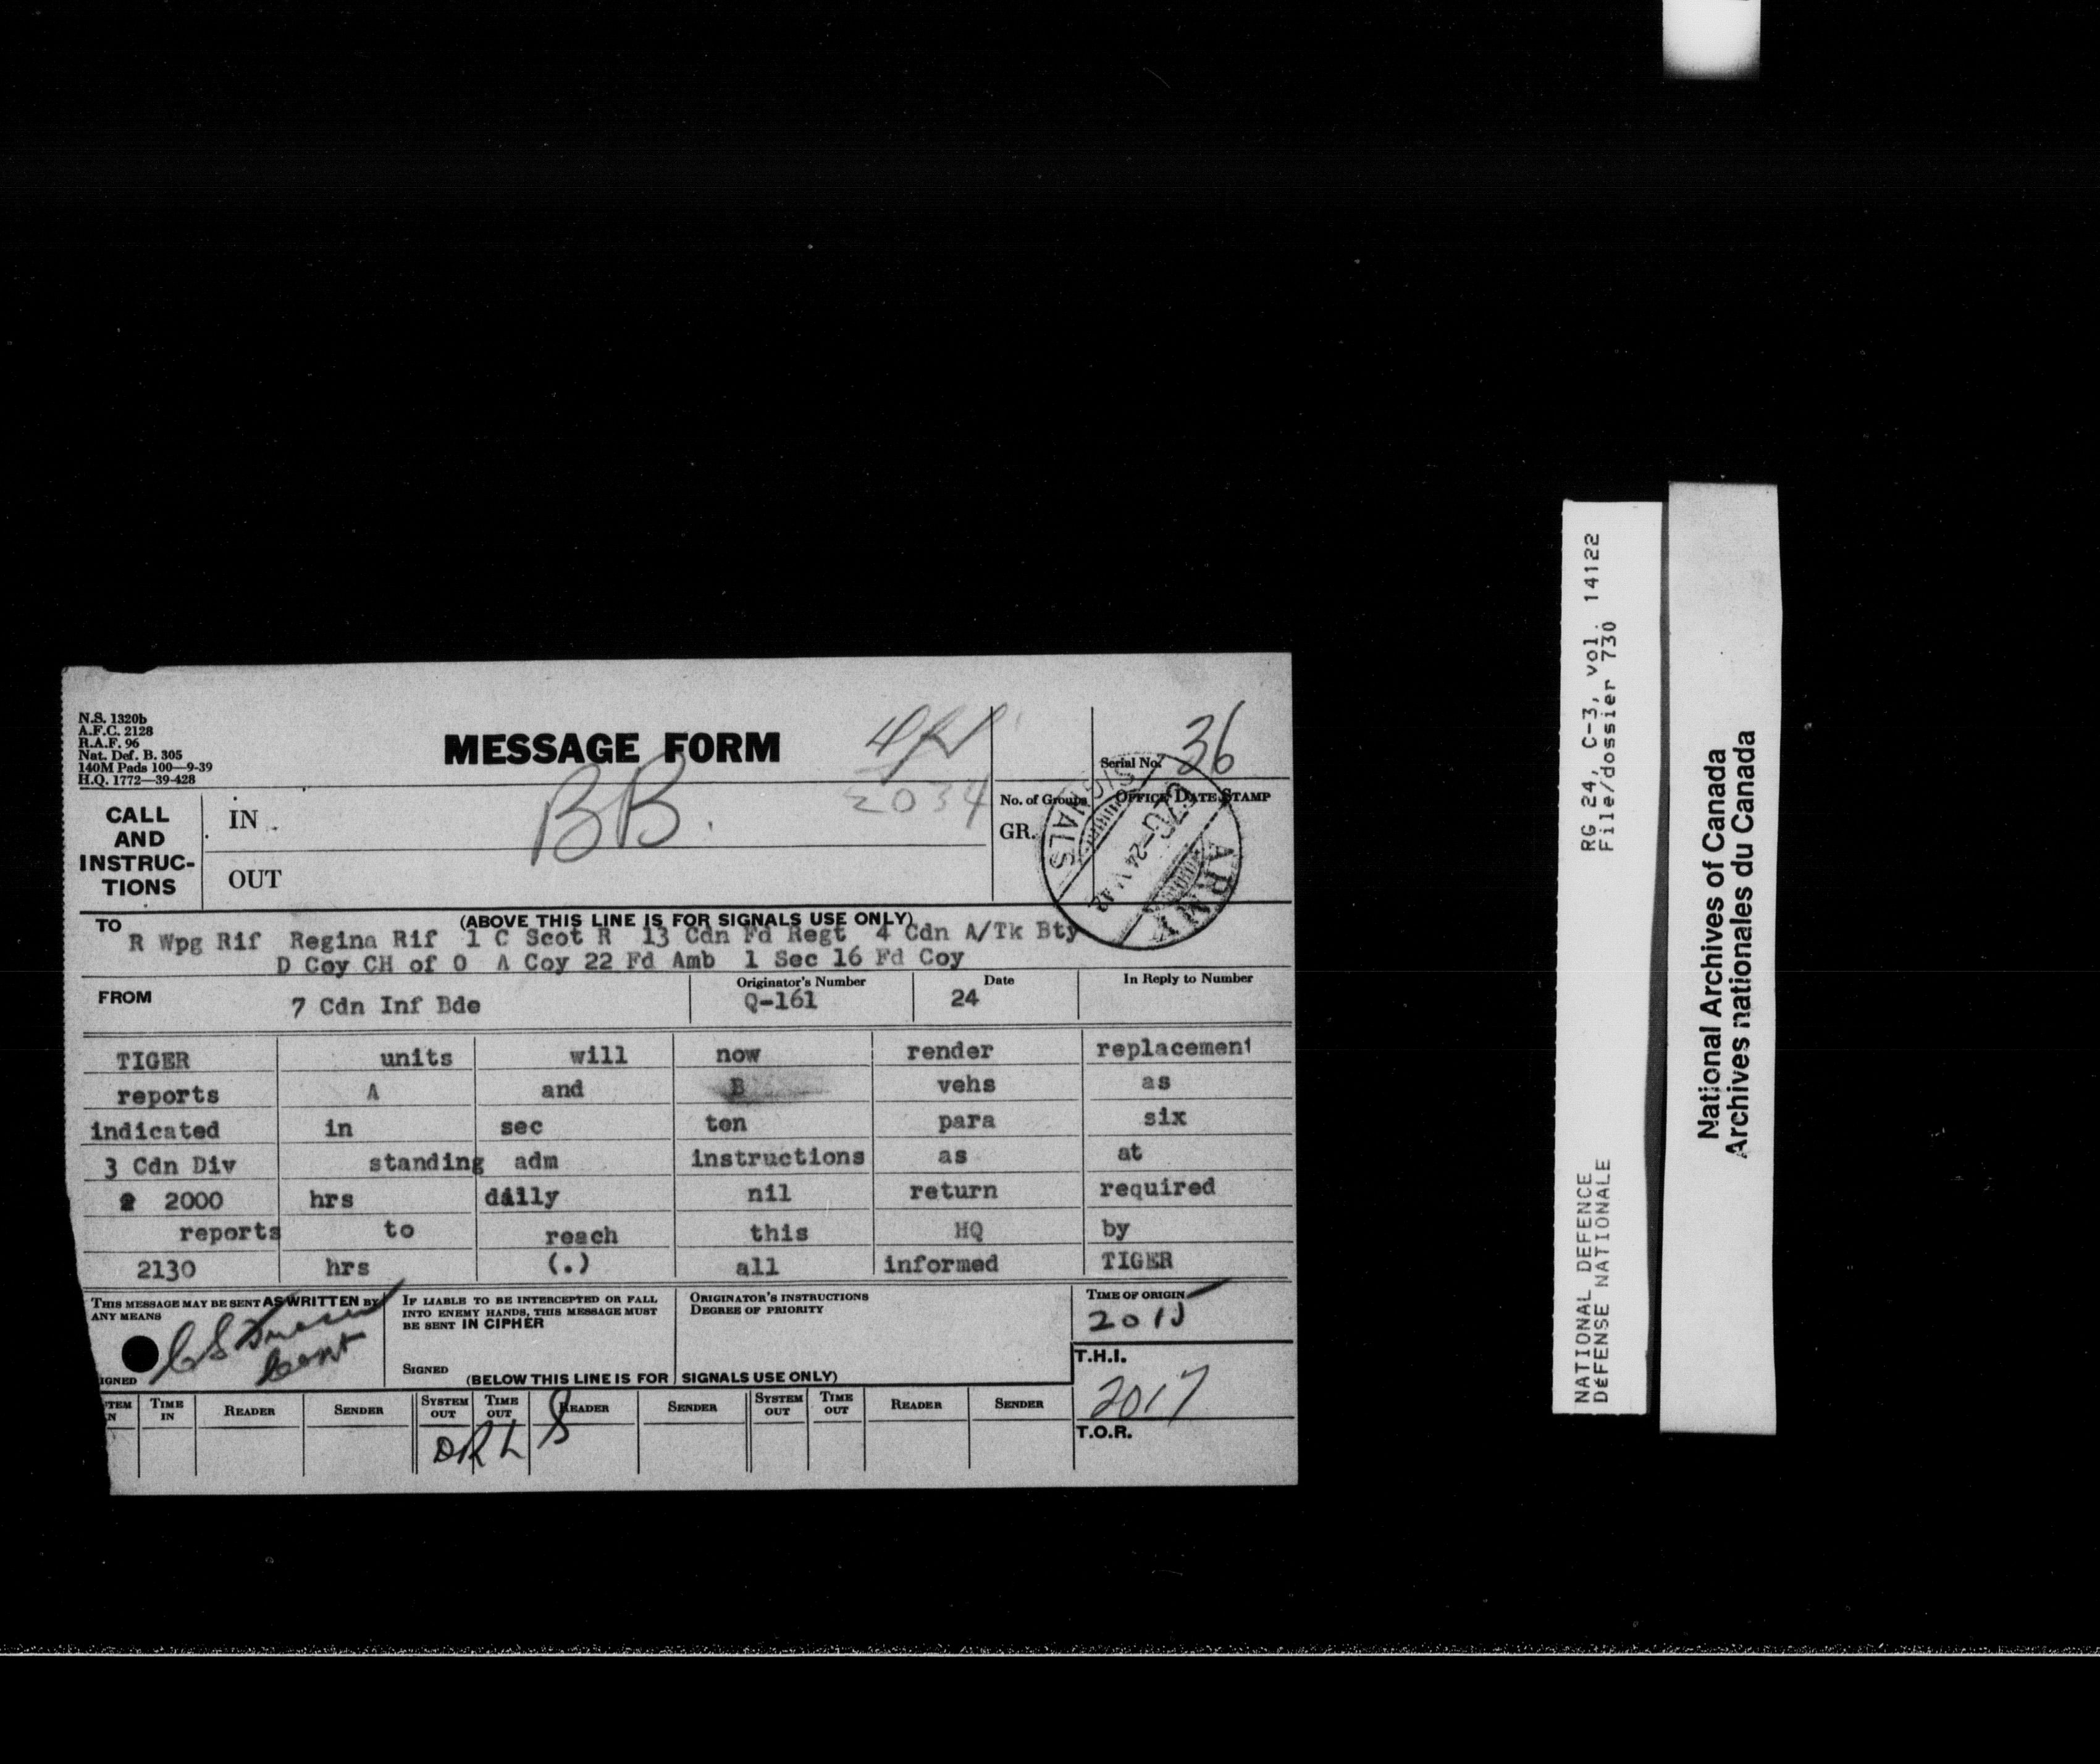 N.S. 1320b
A.F.C. 2128
R.A.F. 96
Nat. Def. B. 305
140M Pads 100—9-39
H.Q. 1772—39-428
MESSAGE FORM
Serial No. 36
CALL AND INSTRUC-TIONS
IN
BB.
2034
OUT
No. of Groups
GR.
OFFICE DATE STAMP
SIGNALS
ARMY
(ABOVE THIS LINE IS FOR SIGNALS USE ONLY)
TO R Wpg Rif Regina Rif 1 C Scot R 13 Cdn Fd Regt 4 Cdn A/Tk Bty
D Coy CH of O A Coy 22 Fd Amb 1 Sec 16 Fd Coy
FROM 7 Cdn Inf Bde
Originator's Number Q-161
Date 24
In Reply to Number
TIGER units will now render replacement
reports A and B vehs as
indicated in sec ten para six
3 Cdn Div standing adm instructions as at
2000 hrs daily nil return required
reports to reach this HQ by
2130 hrs (.) all informed TIGER
THIS MESSAGE MAY BE SENT AS WRITTEN BY
ANY MEANS
IGNED
IF LIABLE TO BE INTERCEPTED OR FALL
INTO ENEMY HANDS, THIS MESSAGE MUST
BE SENT IN CIPHER
SIGNED
ORIGINATOR'S INSTRUCTIONS
DEGREE OF PRIORITY
TIME OF ORIGIN
2015
T.H.I.
2017
T.O.R.
(BELOW THIS LINE IS FOR SIGNALS USE ONLY)
TEM N TIME IN READER SENDER SYSTEM OUT TIME OUT READER SENDER SYSTEM OUT TIME OUT READER SENDER
DRLS
RG 24, C-3, vol. 14122
File/dossier 730
NATIONAL DEFENCE
DÉFENSE NATIONALE
National Archives of Canada
Archives nationales du Canada